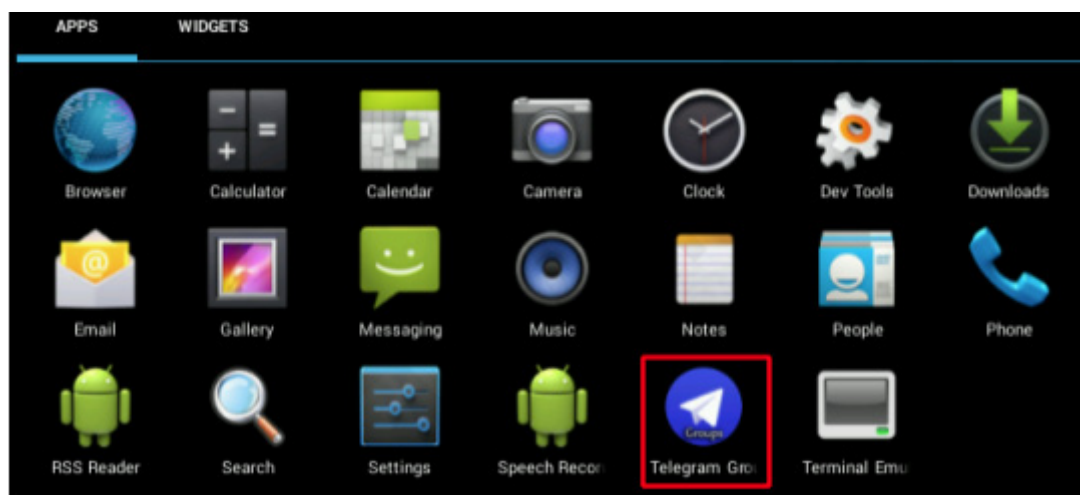 APPS WIDGETS
Browser Calculator Calendar Camera Clock Dev Tools Downloads
@
Email Gallery Messaging Music Notes People Phone
Groups
RSS Reader Search Settings Speech Recon Telegram Gro Terminal Emu